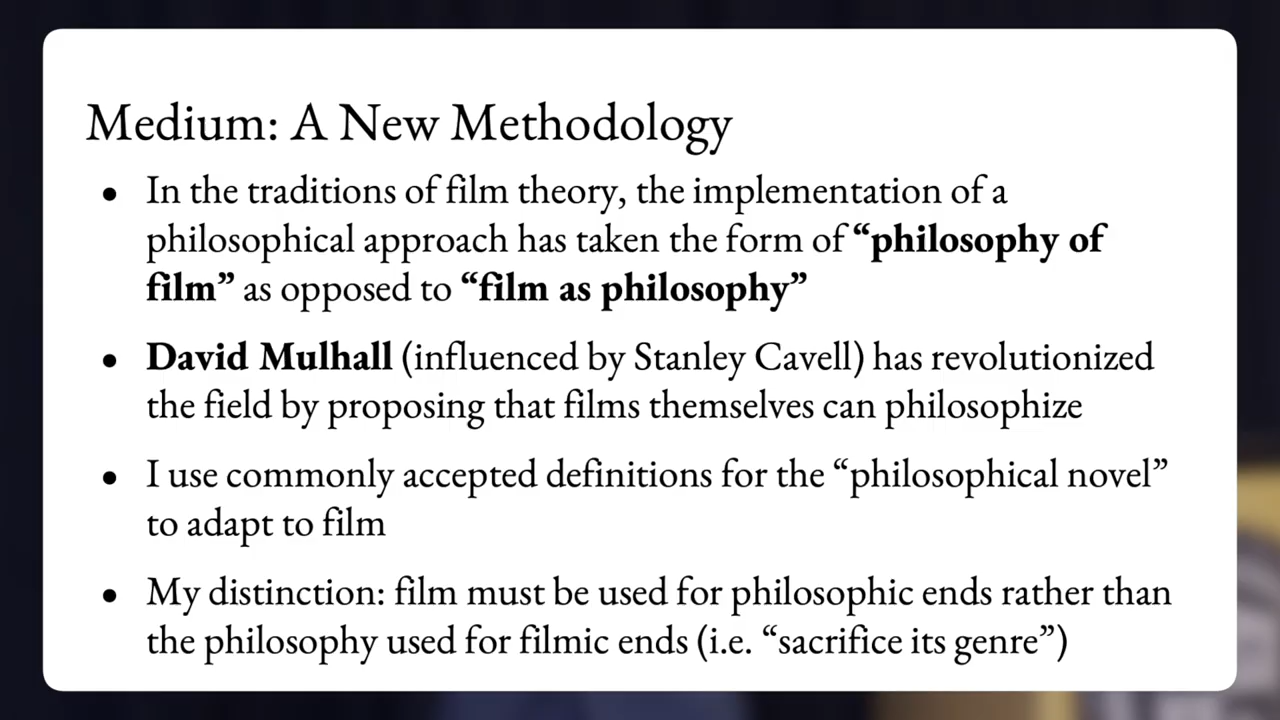 Medium: A New Methodology
• In the traditions of film theory, the implementation of a
philosophical approach has taken the form of “philosophy of
film” as opposed to “film as philosophy”
• David Mulhall (influenced by Stanley Cavell) has revolutionized
the field by proposing that films themselves can philosophize
• I use commonly accepted definitions for the “philosophical novel”
to adapt to film
• My distinction: film must be used for philosophic ends rather than
the philosophy used for filmic ends (i.e. “sacrifice its genre”)